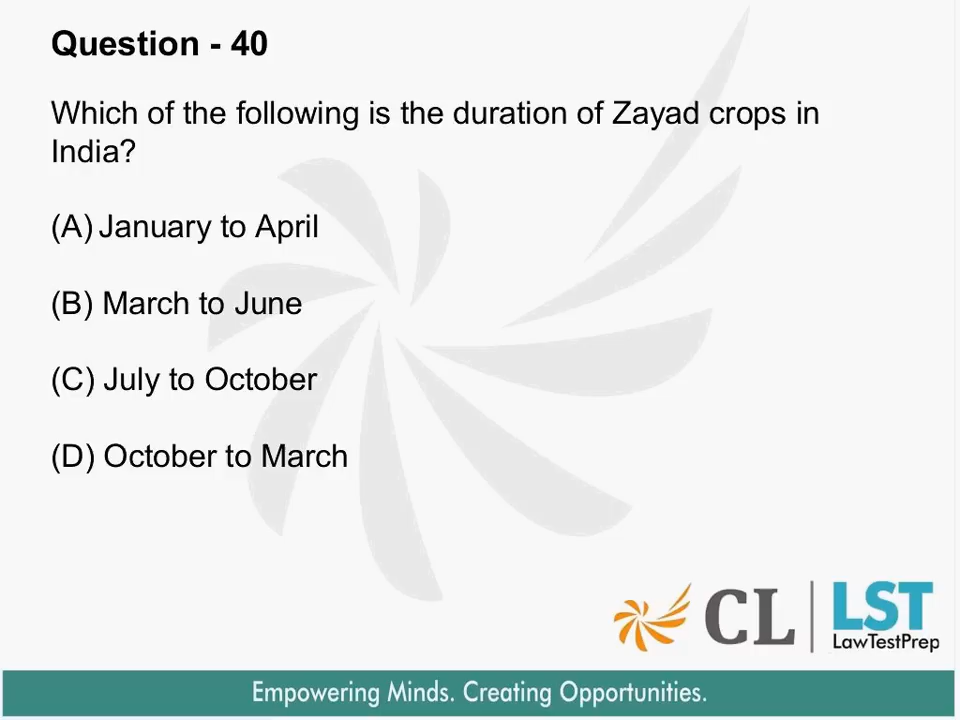 Question - 40
Which of the following is the duration of Zayad crops in
India?
(A) January to April
(B) March to June
(C) July to October
(D) October to March
CL LST
LawTestPrep
Empowering Minds. Creating Opportunities.